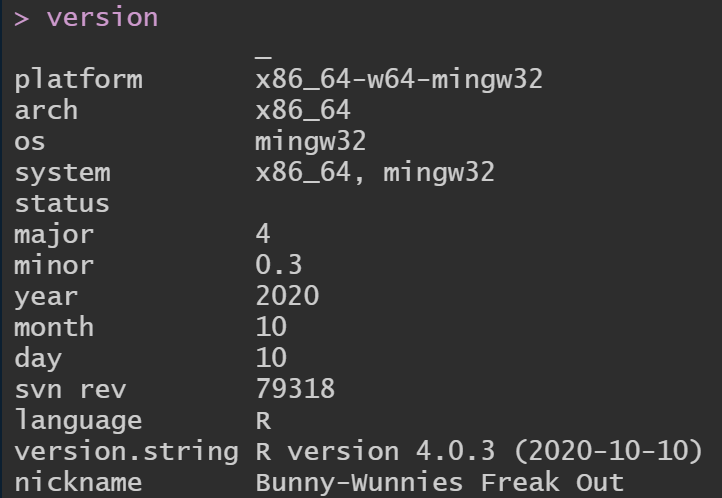 > version
_
platform x86_64-w64-mingw32
arch x86_64
os mingw32
system x86_64, mingw32
status
major 4
minor 0.3
year 2020
month 10
day 10
svn rev 79318
language R
version.string R version 4.0.3 (2020-10-10)
nickname Bunny-Wunnies Freak Out